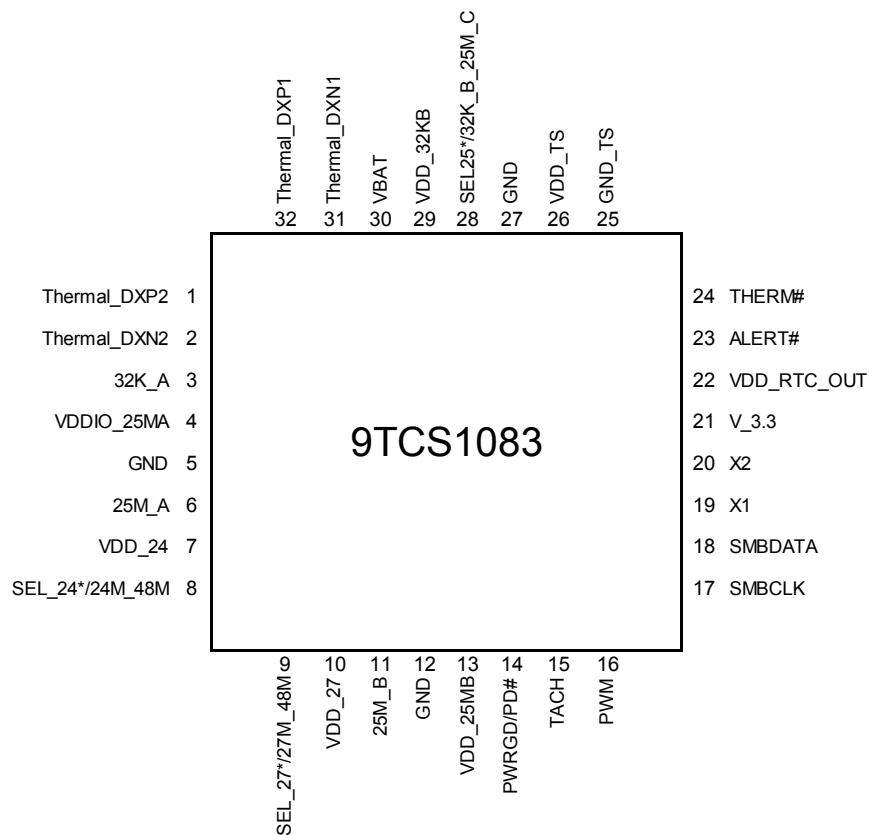 Thermal_DXP1
Thermal_DXN1
VBAT
VDD_32KB
SEL25*/32K_B_25M_C
GND
VDD_TS
GND_TS
32 31 30 29 28 27 26 25
Thermal_DXP2 1
Thermal_DXN2 2
32K_A 3
VDDIO_25MA 4
GND 5
25M_A 6
VDD_24 7
SEL_24*/24M_48M 8
9TCS1083
24 THERM#
23 ALERT#
22 VDD_RTC_OUT
21 V_3.3
20 X2
19 X1
18 SMBDATA
17 SMBCLK
9 10 11 12 13 14 15 16
SEL_27*/27M_48M
VDD_27
25M_B
GND
VDD_25MB
PWRGD/PD#
TACH
PWM